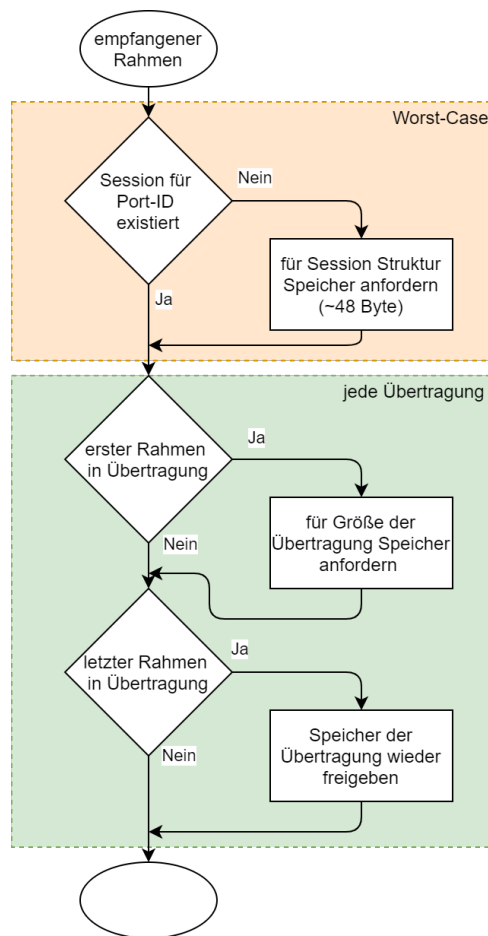 empfangener
Rahmen
Worst-Case
Session für
Port-ID
existiert
Nein
für Session Struktur
Speicher anfordern
(~48 Byte)
Ja
jede Übertragung
erster Rahmen
in Übertragung
Ja
für Größe der
Übertragung Speicher
anfordern
Nein
letzter Rahmen
in Übertragung
Ja
Speicher der
Übertragung wieder
freigeben
Nein